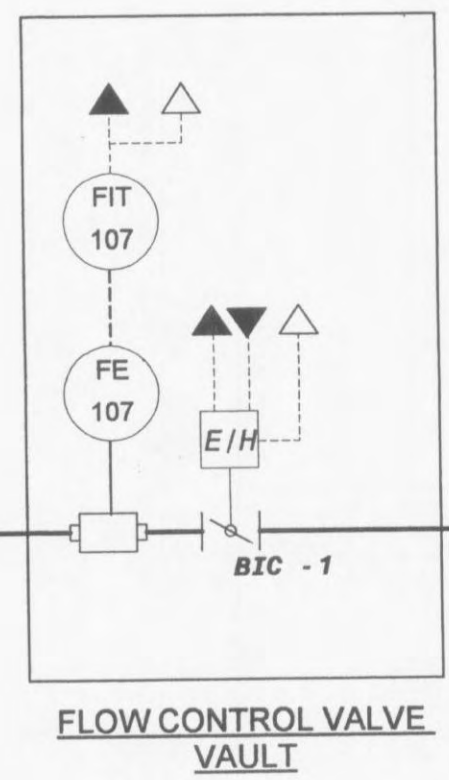 FIT
107
FE
107
E/H
BIC - 1
FLOW CONTROL VALVE
VAULT